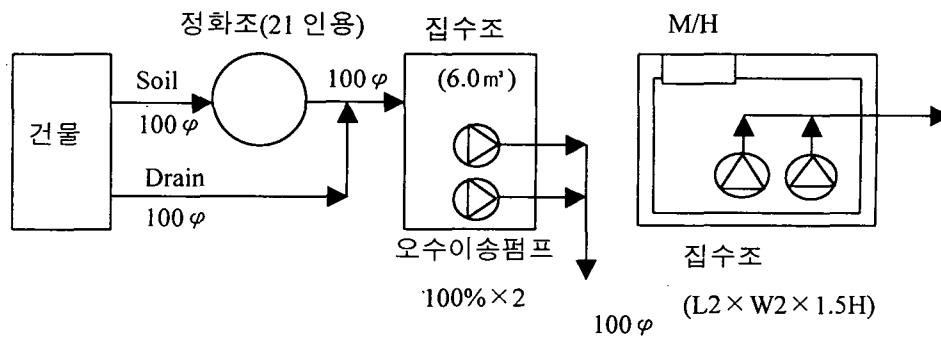 정화조(21 인용)
집수조
M/H
Soil
100φ
(6.0㎥)
100φ
건물
Drain
100φ
오수이송펌프
집수조
100%×2
(L2×W2×1.5H)
100φ